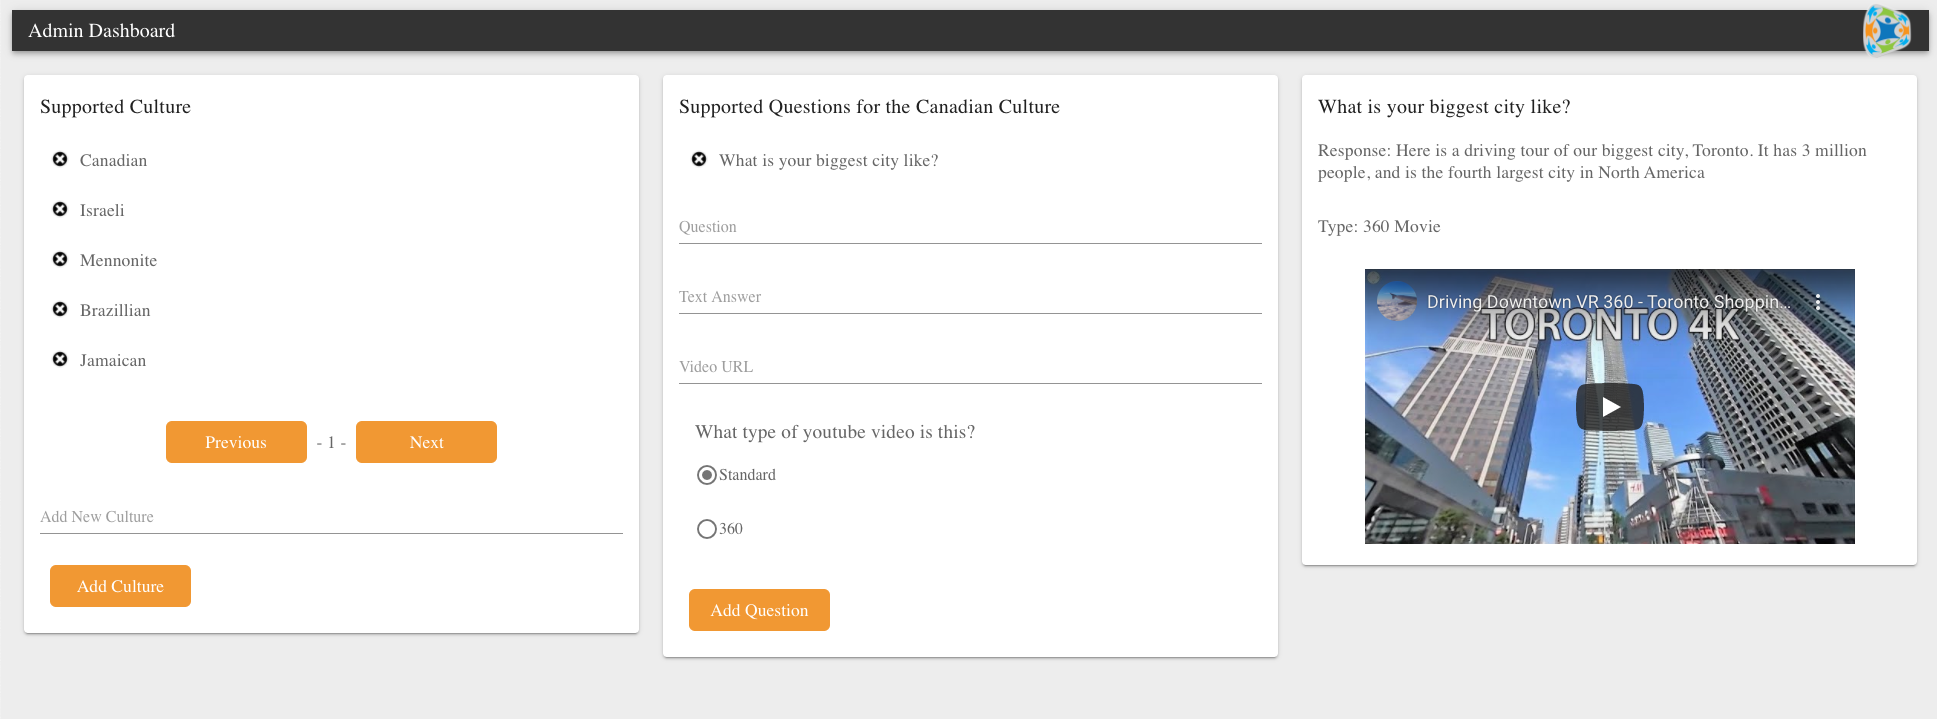 Admin Dashboard
Supported Culture
Canadian
Israeli
Mennonite
Brazillian
Jamaican
Previous - 1 - Next
Add New Culture
Add Culture
Supported Questions for the Canadian Culture
What is your biggest city like?
Question
Text Answer
Video URL
What type of youtube video is this?
Standard
360
Add Question
What is your biggest city like?
Response: Here is a driving tour of our biggest city, Toronto. It has 3 million
people, and is the fourth largest city in North America
Type: 360 Movie
Driving Downtown VR 360 - Toronto Shoppin...
TORONTO 4K
H&M